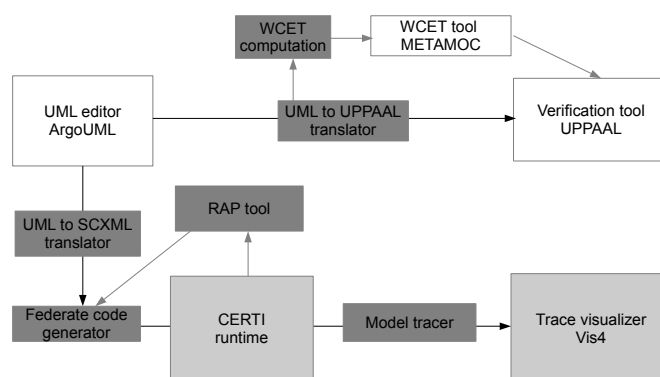 WCET
computation
WCET tool
METAMOC
UML editor
ArgoUML
UML to UPPAAL
translator
Verification tool
UPPAAL
UML to SCXML
translator
RAP tool
Federate code
generator
CERTI
runtime
Model tracer
Trace visualizer
Vis4